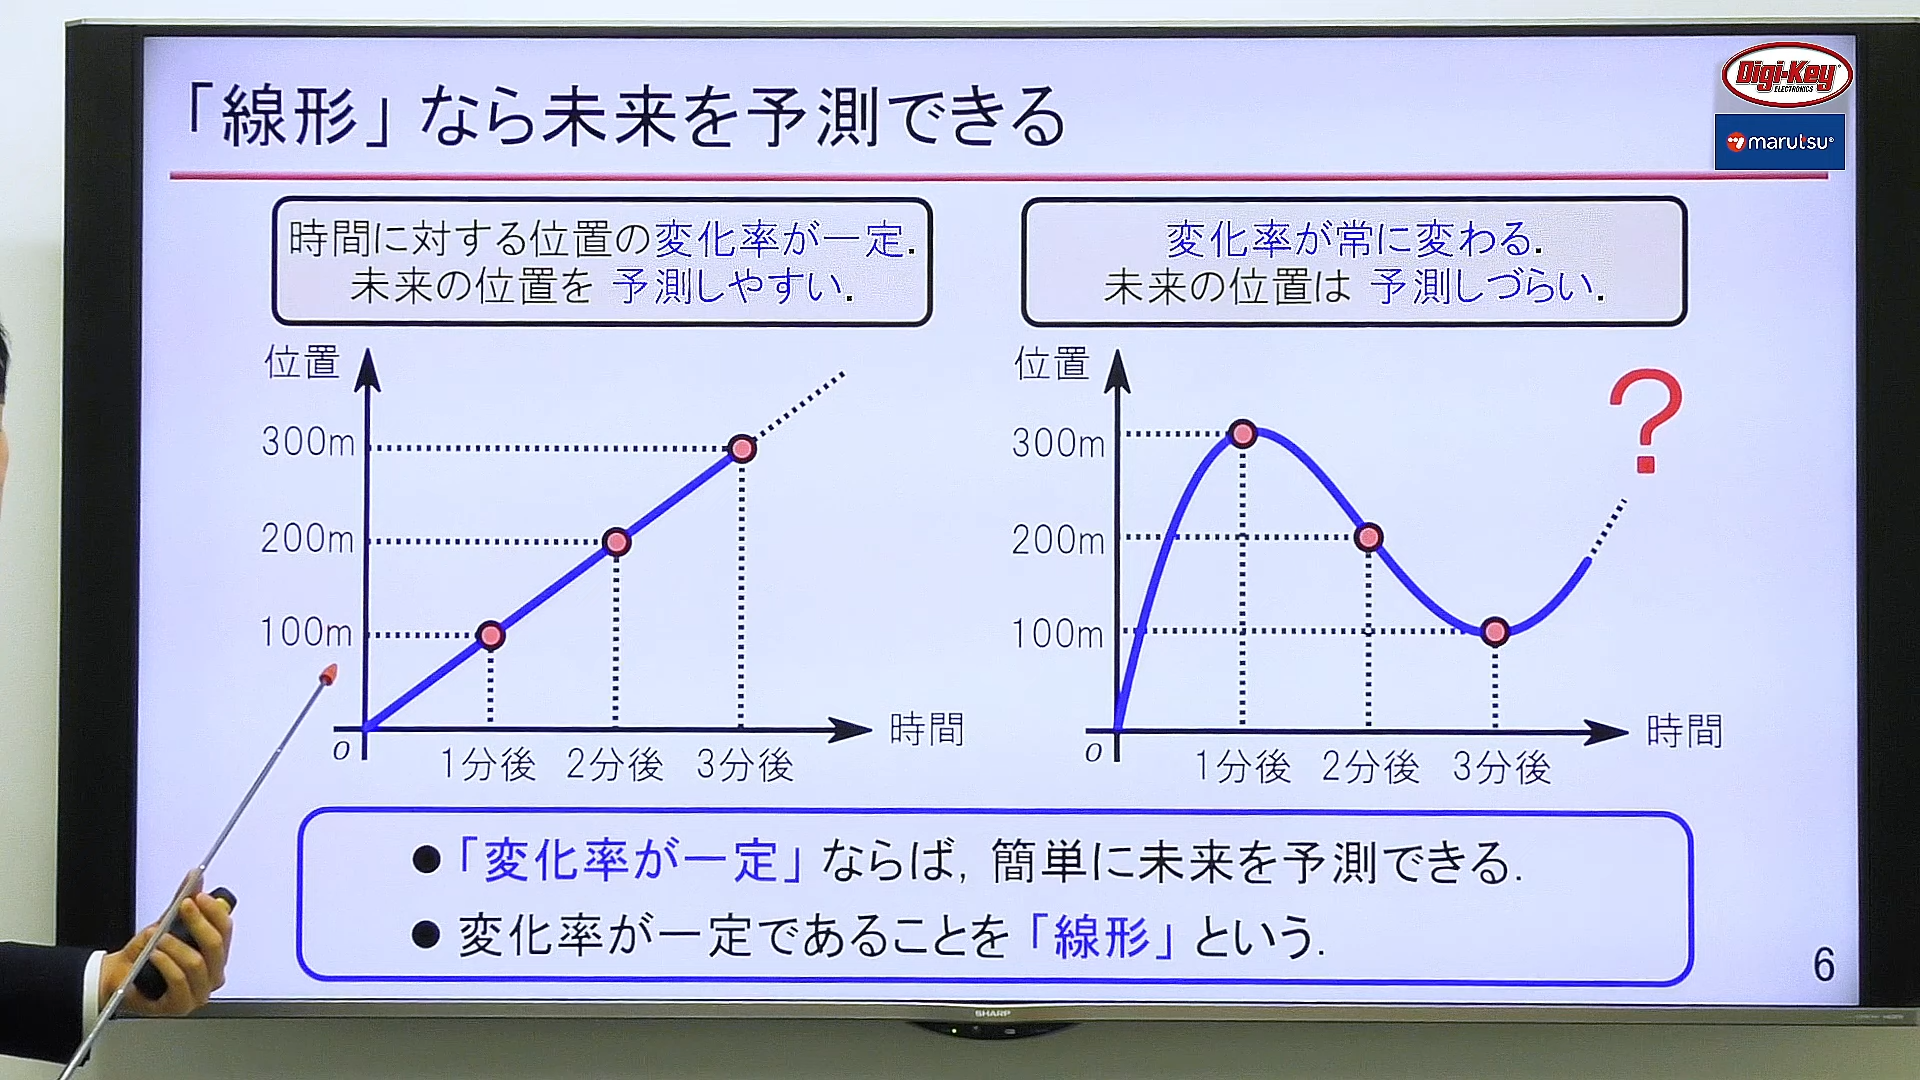 「線形」なら未来を予測できる
Digi-Key
ELECTRONICS
marutsu
時間に対する位置の変化率が一定.
未来の位置を 予測しやすい.
変化率が常に変わる.
未来の位置は 予測しづらい.
位置
300m
200m
100m
o
1分後 2分後 3分後
時間
位置
300m
200m
100m
o
1分後 2分後 3分後
時間
?
●「変化率が一定」ならば, 簡単に未来を予測できる.
● 変化率が一定であることを「線形」という.
6
SHARP